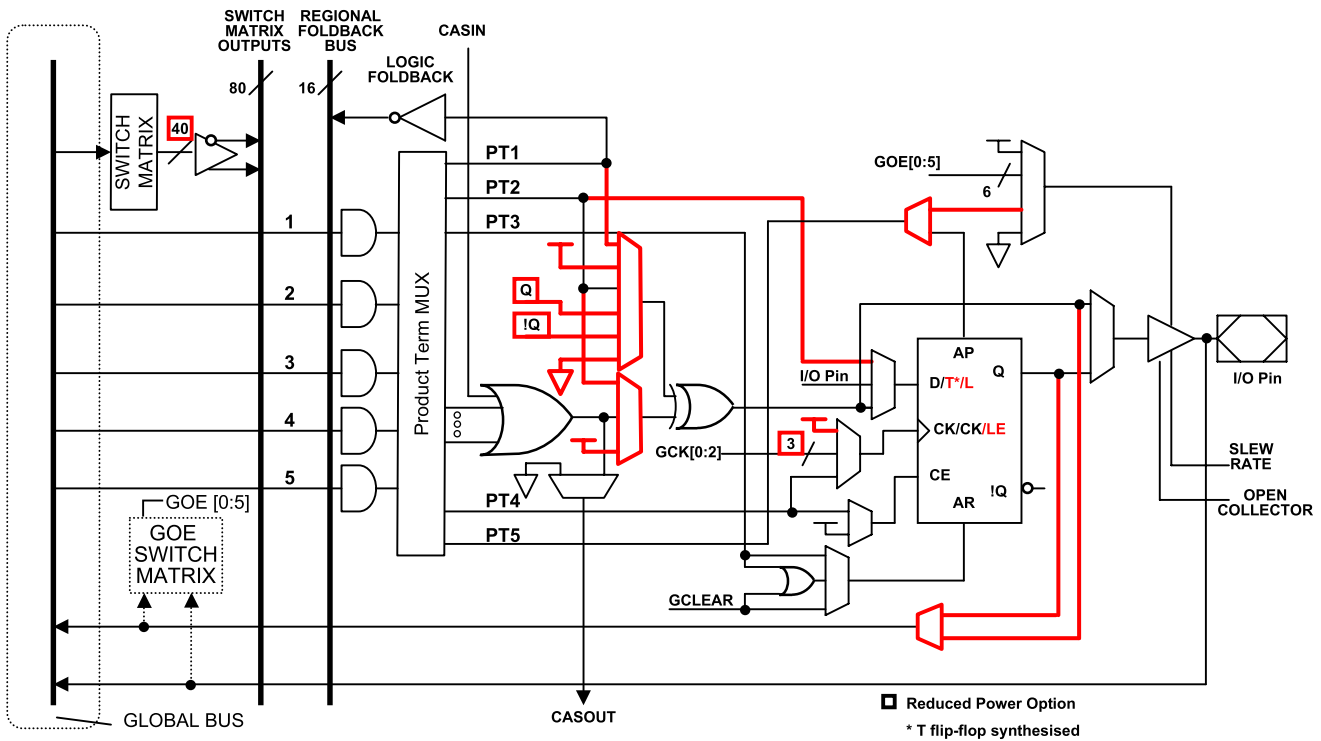 SWITCH
MATRIX
OUTPUTS
REGIONAL
FOLDBACK
BUS
CASIN
LOGIC
FOLDBACK
80
16
SWITCH
MATRIX
40
PT1
PT2
PT3
GOE[0:5]
6
1
2
3
4
5
Product Term MUX
Q
!Q
I/O Pin
AP
D/T*/L
Q
CK/CK/LE
CE
AR
!Q
GCK[0:2]
3
I/O Pin
SLEW
RATE
OPEN
COLLECTOR
PT4
PT5
GOE [0:5]
GOE
SWITCH
MATRIX
GCLEAR
GLOBAL BUS
CASOUT
Reduced Power Option
* T flip-flop synthesised